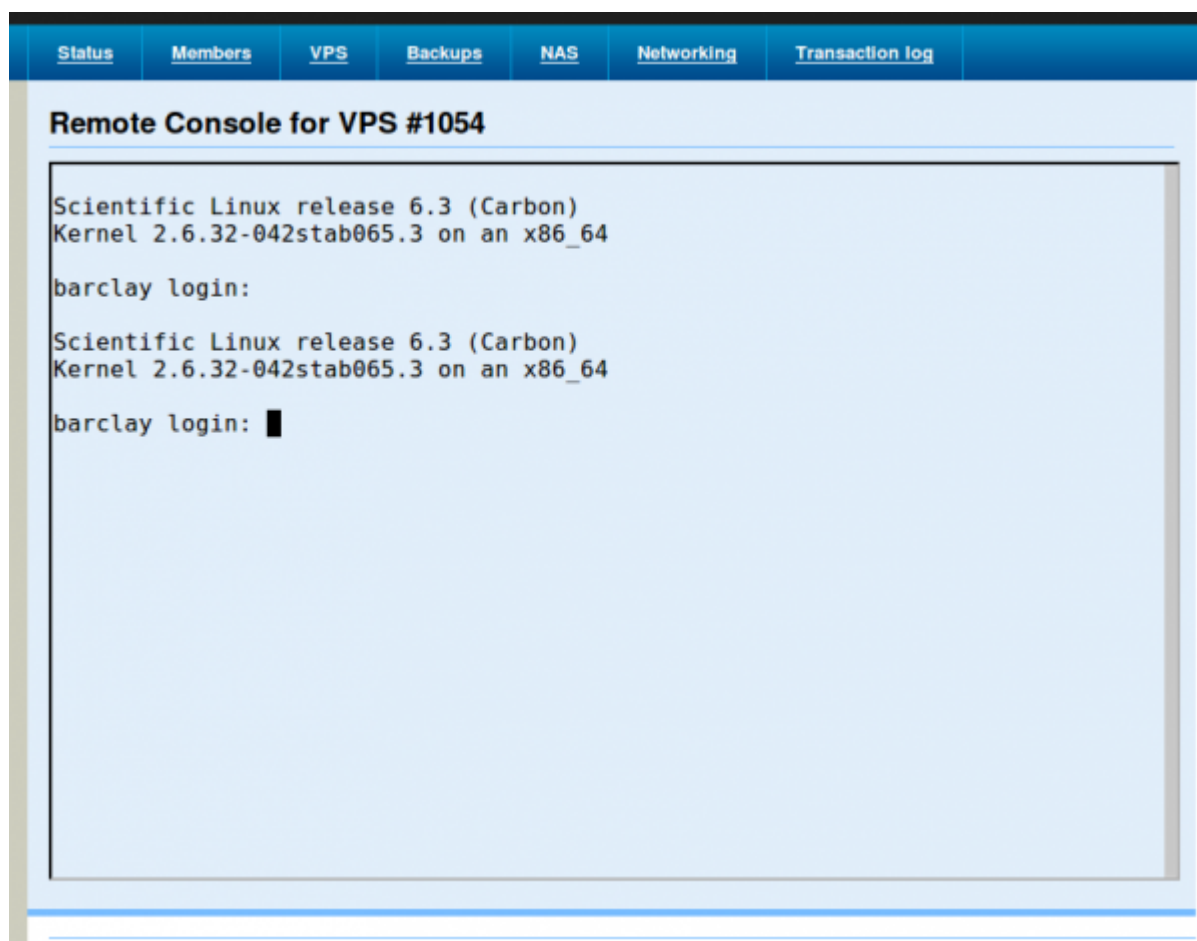 Status Members VPS Backups NAS Networking Transaction log
Remote Console for VPS #1054
Scientific Linux release 6.3 (Carbon)
Kernel 2.6.32-042stab065.3 on an x86_64
barclay login:
Scientific Linux release 6.3 (Carbon)
Kernel 2.6.32-042stab065.3 on an x86_64
barclay login: